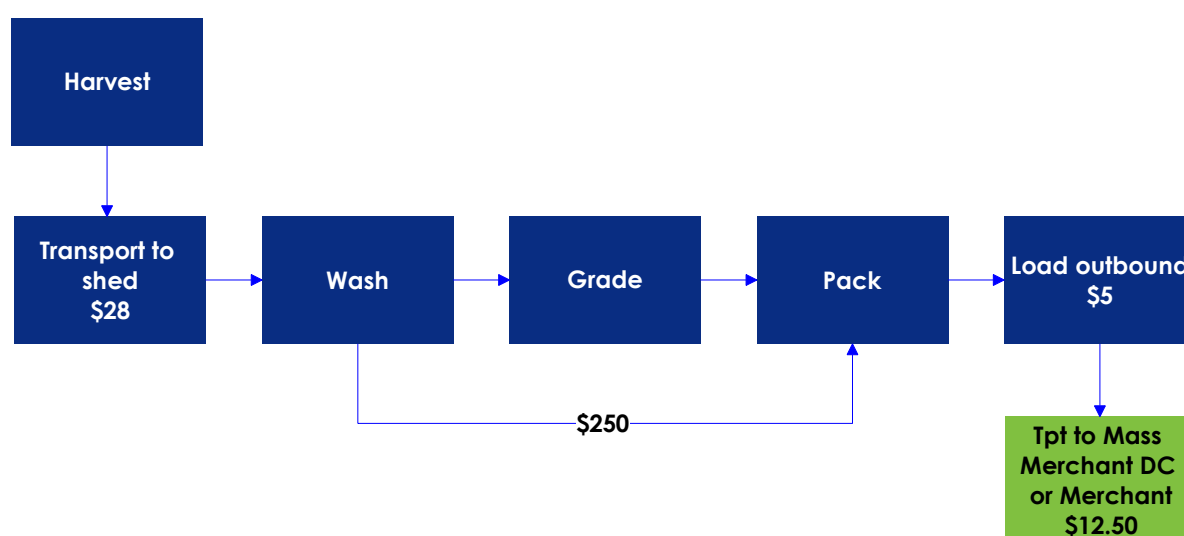 Harvest
Transport to
shed
$28
Wash
Grade
Pack
Load outbound
$5
$250
Tpt to Mass
Merchant DC
or Merchant
$12.50